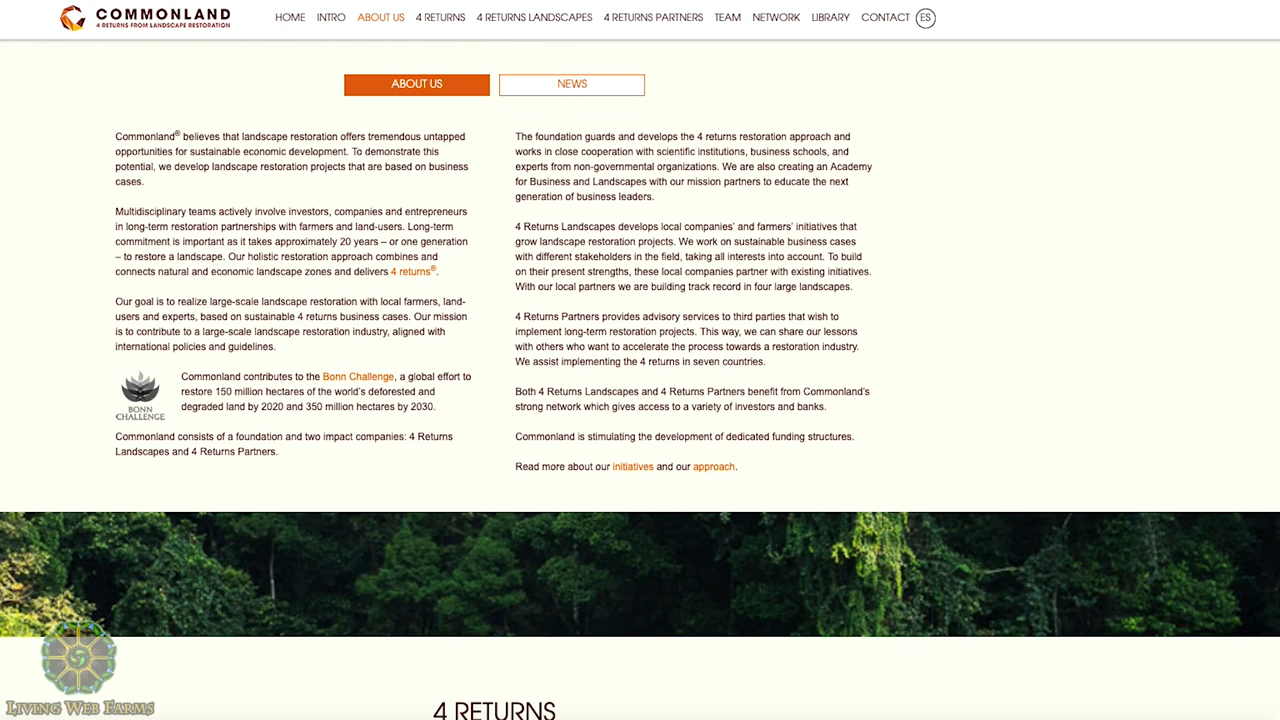 COMMONLAND
4 RETURNS FROM LANDSCAPE RESTORATION
HOME INTRO ABOUT US 4 RETURNS 4 RETURNS LANDSCAPES 4 RETURNS PARTNERS TEAM NETWORK LIBRARY CONTACT ES
ABOUT US NEWS
Commonland® believes that landscape restoration offers tremendous untapped
opportunities for sustainable economic development. To demonstrate this
potential, we develop landscape restoration projects that are based on business
cases.
Multidisciplinary teams actively involve investors, companies and entrepreneurs
in long-term restoration partnerships with farmers and land-users. Long-term
commitment is important as it takes approximately 20 years – or one generation
– to restore a landscape. Our holistic restoration approach combines and
connects natural and economic landscape zones and delivers 4 returns®.
Our goal is to realize large-scale landscape restoration with local farmers, land-
users and experts, based on sustainable 4 returns business cases. Our mission
is to contribute to a large-scale landscape restoration industry, aligned with
international policies and guidelines.
BONN
CHALLENGE
Commonland contributes to the Bonn Challenge, a global effort to
restore 150 million hectares of the world's deforested and
degraded land by 2020 and 350 million hectares by 2030.
Commonland consists of a foundation and two impact companies: 4 Returns
Landscapes and 4 Returns Partners.
The foundation guards and develops the 4 returns restoration approach and
works in close cooperation with scientific institutions, business schools, and
experts from non-governmental organizations. We are also creating an Academy
for Business and Landscapes with our mission partners to educate the next
generation of business leaders.
4 Returns Landscapes develops local companies' and farmers' initiatives that
grow landscape restoration projects. We work on sustainable business cases
with different stakeholders in the field, taking all interests into account. To build
on their present strengths, these local companies partner with existing initiatives.
With our local partners we are building track record in four large landscapes.
4 Returns Partners provides advisory services to third parties that wish to
implement long-term restoration projects. This way, we can share our lessons
with others who want to accelerate the process towards a restoration industry.
We assist implementing the 4 returns in seven countries.
Both 4 Returns Landscapes and 4 Returns Partners benefit from Commonland's
strong network which gives access to a variety of investors and banks.
Commonland is stimulating the development of dedicated funding structures.
Read more about our initiatives and our approach.
LIVING WEB FARMS
4 RETURNS